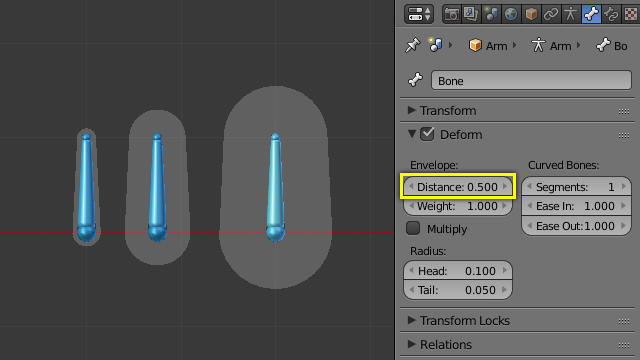 Arm Arm Bo
Bone
Transform
Deform
Envelope: Curved Bones:
Distance: 0.500 Segments: 1
Weight: 1.000 Ease In: 1.000
Multiply Ease Out: 1.000
Radius:
Head: 0.100
Tail: 0.050
Transform Locks
Relations